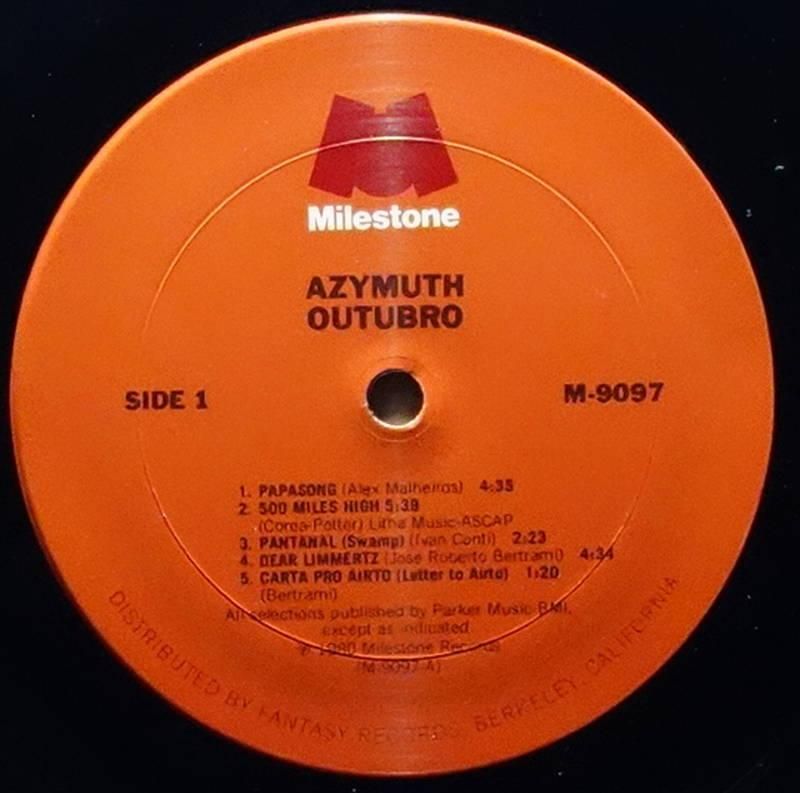 Milestone
AZYMUTH
OUTUBRO
SIDE 1
M-9097
1. PAPASONG (Alex Malheiros) 4:35
2. 500 MILES HIGH 5:39
(Corea-Potter) Litha Music-ASCAP
3. PANTANAL (Swamp) (Ivan Conti) 2:23
4. DEAR LIMMERTZ (Jose Roberto Bertrami) 4:34
5. CARTA PRO AIRTO (Letter to Airto) 1:20
(Bertrami)
All selections published by Parker Music-BMI,
except as indicated
℗ 1980 Milestone Records
(M-9097-A)
DISTRIBUTED BY FANTASY RECORDS, BERKELEY, CALIFORNIA